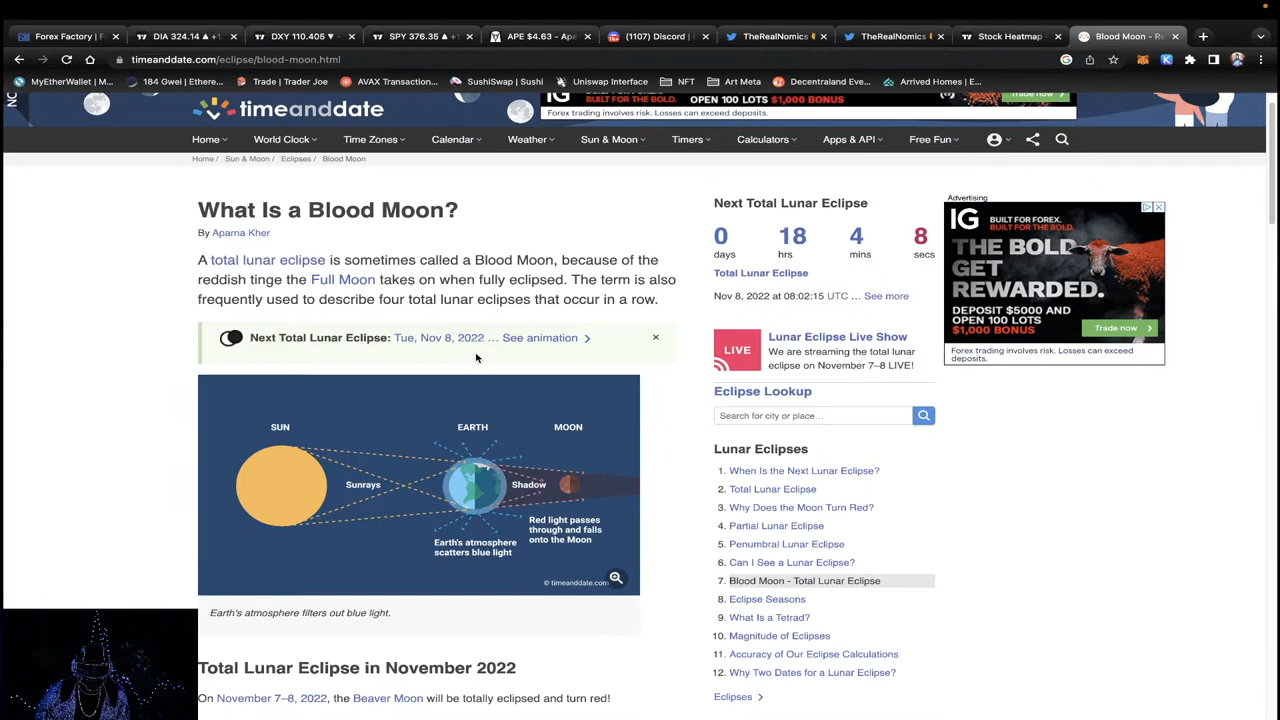 Forex Factory | F
DIA 324.14 ▲ +1.
DXY 110.406 ▼ -
SPY 376.35 ▲ +
APE $4.63 - Ap
(1107) Discord | 
TheRealNomics
TheRealNomics
Stock Heatmap
Blood Moon - Re
timeanddate.com/eclipse/blood-moon.html
MyEtherWallet | M...
184 Gwei | Ethere...
Trade | Trader Joe
AVAX Transaction...
SushiSwap | Sushi
Uniswap Interface
NFT
Art Meta
Decentraland Eve...
Arrived Homes | E...
timeanddate
IG
BUILT FOR THE BOLD. OPEN 100 LOTS $1,000 BONUS
Trade now
Forex trading involves risk. Losses can exceed deposits.
Home
World Clock
Time Zones
Calendar
Weather
Sun & Moon
Timers
Calculators
Apps & API
Free Fun
Home / Sun & Moon / Eclipses / Blood Moon
What Is a Blood Moon?
By Aparna Kher
A total lunar eclipse is sometimes called a Blood Moon, because of the
reddish tinge the Full Moon takes on when fully eclipsed. The term is also
frequently used to describe four total lunar eclipses that occur in a row.
Next Total Lunar Eclipse: Tue, Nov 8, 2022 ... See animation
SUN
EARTH
MOON
Sunrays
Shadow
Red light passes
through and falls
onto the Moon
Earth's atmosphere
scatters blue light
© timeanddate.com
Earth's atmosphere filters out blue light.
Total Lunar Eclipse in November 2022
On November 7–8, 2022, the Beaver Moon will be totally eclipsed and turn red!
Next Total Lunar Eclipse
0 18 4 8
days hrs mins secs
Total Lunar Eclipse
Nov 8, 2022 at 08:02:15 UTC ... See more
LIVE
Lunar Eclipse Live Show
We are streaming the total lunar
eclipse on November 7–8 LIVE!
Eclipse Lookup
Search for city or place...
Lunar Eclipses
1. When Is the Next Lunar Eclipse?
2. Total Lunar Eclipse
3. Why Does the Moon Turn Red?
4. Partial Lunar Eclipse
5. Penumbral Lunar Eclipse
6. Can I See a Lunar Eclipse?
7. Blood Moon - Total Lunar Eclipse
8. Eclipse Seasons
9. What Is a Tetrad?
10. Magnitude of Eclipses
11. Accuracy of Our Eclipse Calculations
12. Why Two Dates for a Lunar Eclipse?
Eclipses
Advertising
IG
BUILT FOR FOREX.
BUILT FOR THE BOLD.
THE BOLD
GET
REWARDED.
DEPOSIT $5000 AND
OPEN 100 LOTS
$1,000 BONUS
Trade now
Forex trading involves risk. Losses can exceed
deposits.